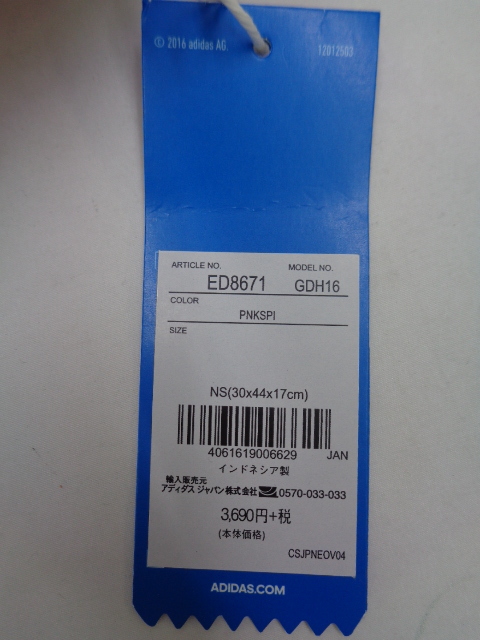 © 2016 adidas AG. 12012503
ARTICLE NO. MODEL NO.
ED8671 GDH16
COLOR
PNKSPI
SIZE
NS(30x44x17cm)
4061619006629 JAN
インドネシア製
輸入販売元
アディダス ジャパン株式会社 0570-033-033
3,690円+税
(本体価格)
CSJPNEOV04
ADIDAS.COM